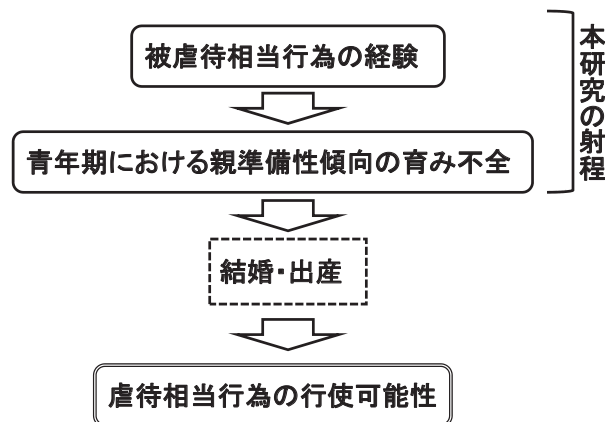 被虐待相当行為の経験
青年期における親準備性傾向の育み不全
結婚・出産
虐待相当行為の行使可能性
本研究の射程